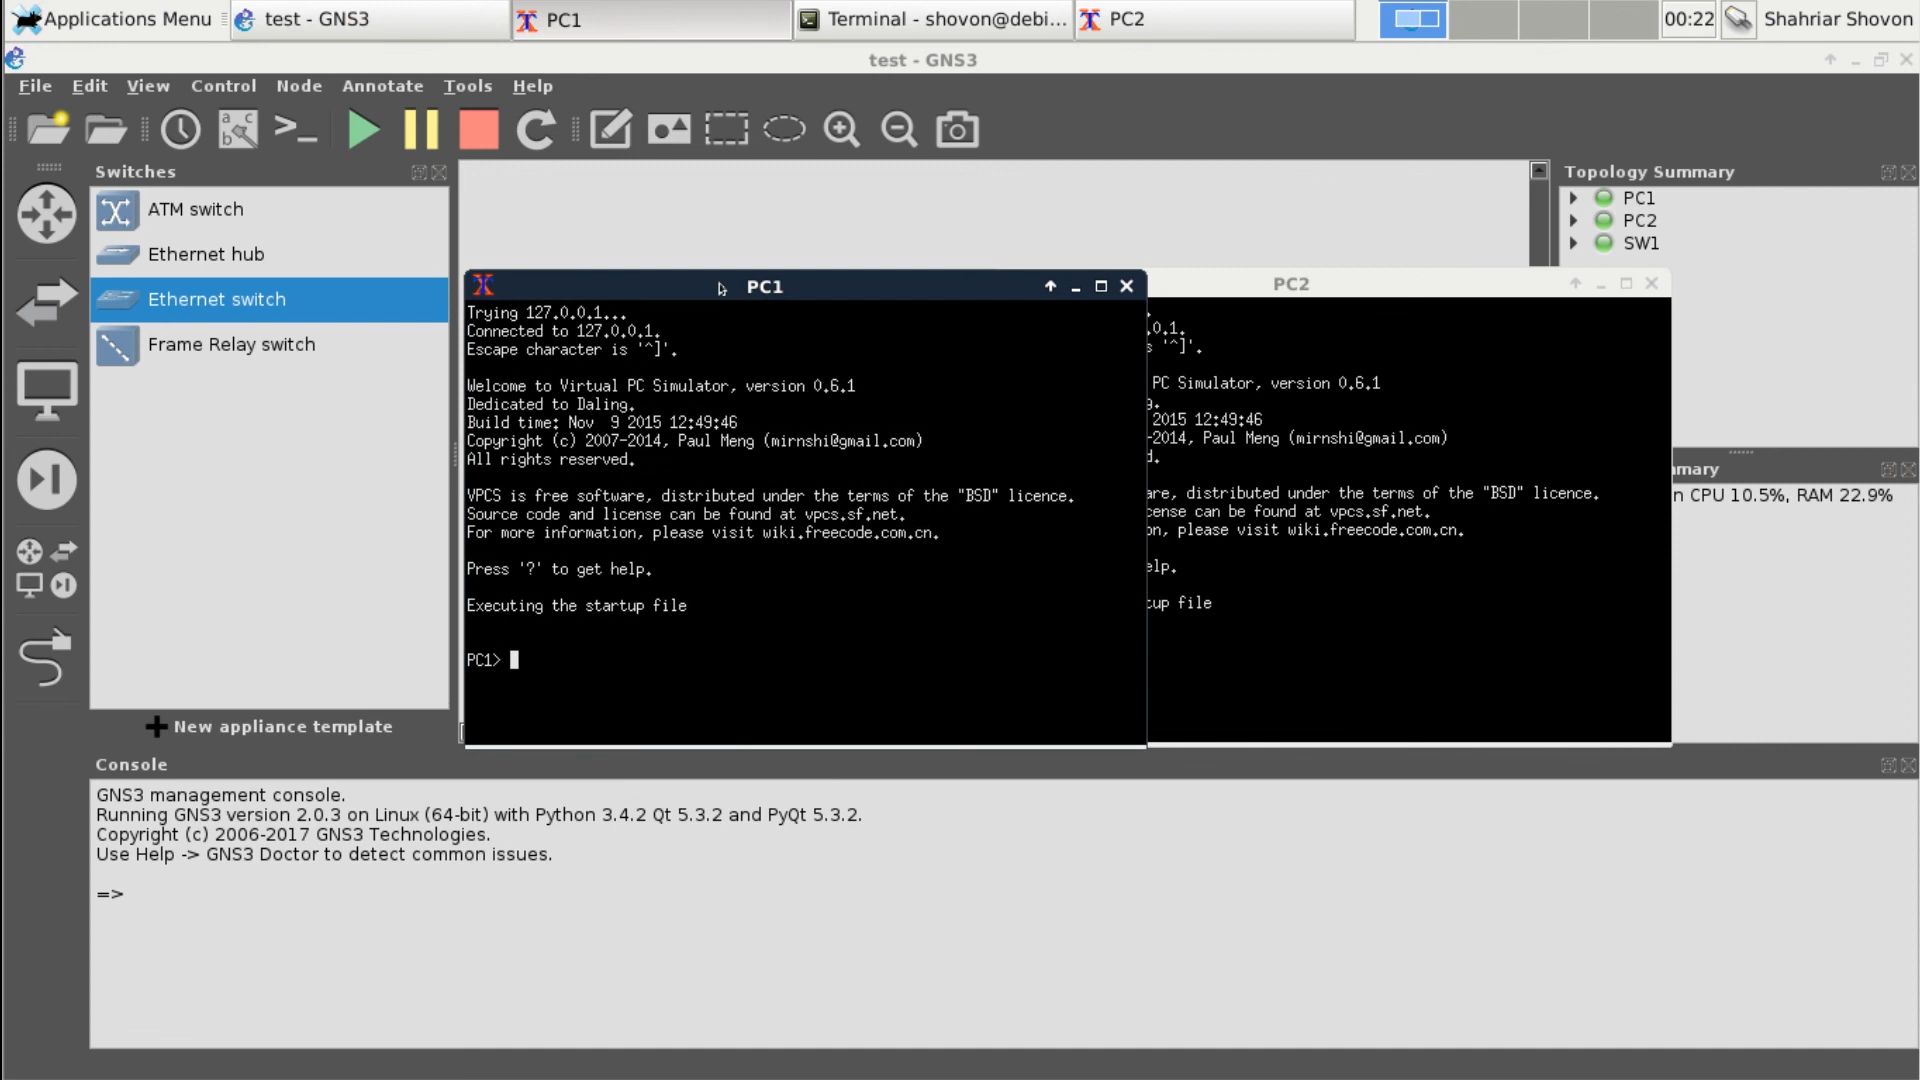 Applications Menu
test - GNS3
PC1
Terminal - shovon@debi...
PC2
00:22
Shahriar Shovon
test - GNS3
File Edit View Control Node Annotate Tools Help
Switches
ATM switch
Ethernet hub
Ethernet switch
Frame Relay switch
New appliance template
Topology Summary
PC1
PC2
SW1
PC1
Trying 127.0.0.1...
Connected to 127.0.0.1.
Escape character is '^]'.
Welcome to Virtual PC Simulator, version 0.6.1
Dedicated to Daling.
Build time: Nov  9 2015 12:49:46
Copyright (c) 2007-2014, Paul Meng (mirnshi@gmail.com)
All rights reserved.
VPCS is free software, distributed under the terms of the "BSD" licence.
Source code and license can be found at vpcs.sf.net.
For more information, please visit wiki.freecode.com.cn.
Press '?' to get help.
Executing the startup file
PC1>
PC2
.0.1.
'^]'.
PC Simulator, version 0.6.1
2015 12:49:46
-2014, Paul Meng (mirnshi@gmail.com)
are, distributed under the terms of the "BSD" licence.
cense can be found at vpcs.sf.net.
on, please visit wiki.freecode.com.cn.
elp.
tup file
mmary
n CPU 10.5%, RAM 22.9%
Console
GNS3 management console.
Running GNS3 version 2.0.3 on Linux (64-bit) with Python 3.4.2 Qt 5.3.2 and PyQt 5.3.2.
Copyright (c) 2006-2017 GNS3 Technologies.
Use Help -> GNS3 Doctor to detect common issues.
=>